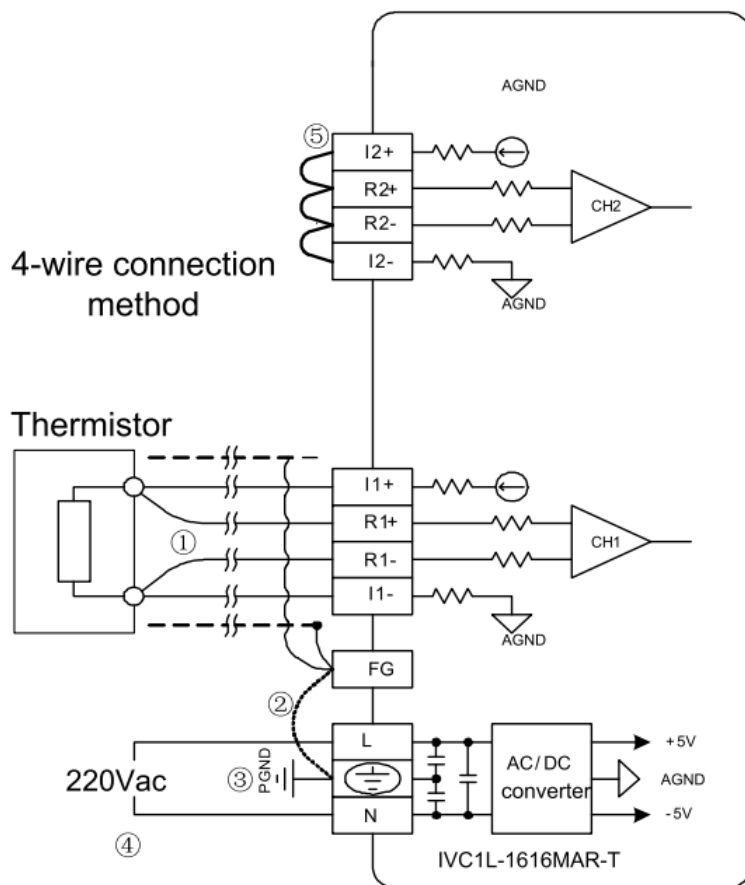 AGND
⑤
I2+
R2+
R2-
I2-
CH2
AGND
4-wire connection
method
Thermistor
①
I1+
R1+
R1-
I1-
CH1
AGND
FG
②
L
N
③
PGND
220Vac
④
AC/DC
converter
+5V
AGND
-5V
IVC1L-1616MAR-T